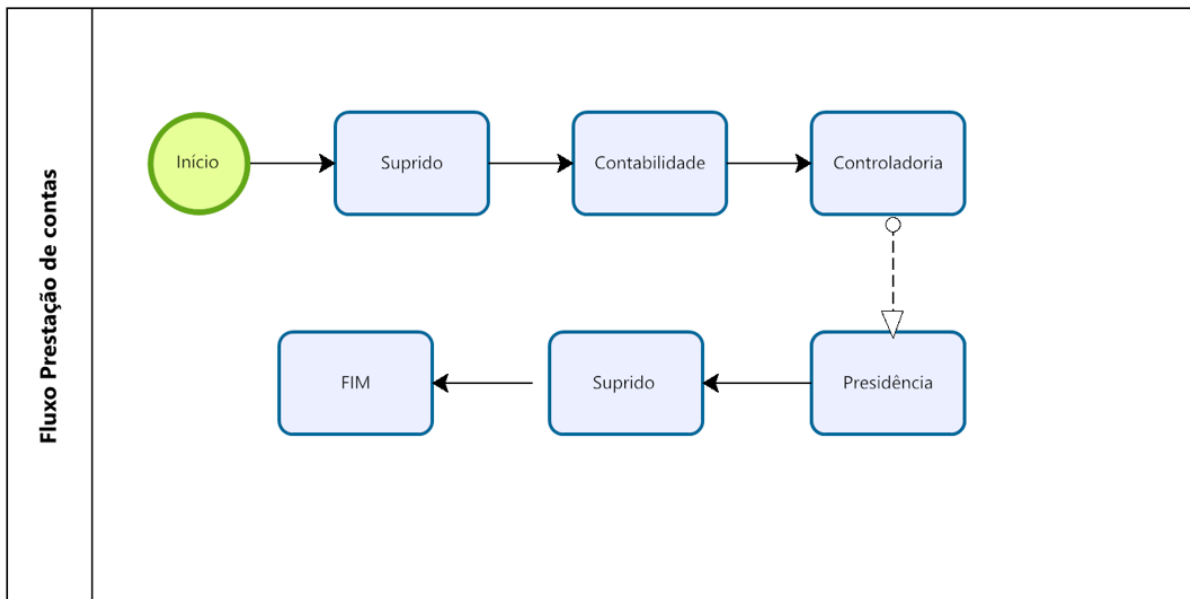 Fluxo Prestação de contas
Início
Suprido
Contabilidade
Controladoria
Presidência
Suprido
FIM